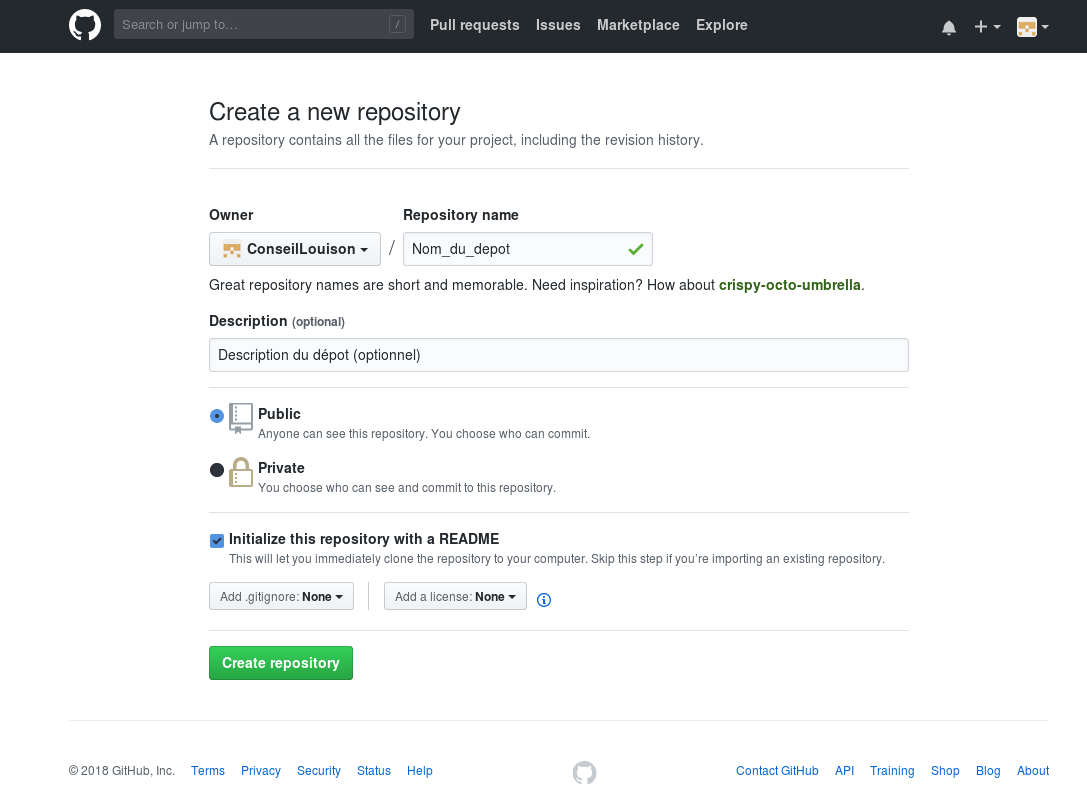 Search or jump to… /
Pull requests Issues Marketplace Explore
Create a new repository
A repository contains all the files for your project, including the revision history.
Owner Repository name
ConseilLouison / Nom_du_depot
Great repository names are short and memorable. Need inspiration? How about crispy-octo-umbrella.
Description (optional)
Description du dépot (optionnel)
Public
Anyone can see this repository. You choose who can commit.
Private
You choose who can see and commit to this repository.
Initialize this repository with a README
This will let you immediately clone the repository to your computer. Skip this step if you’re importing an existing repository.
Add .gitignore: None Add a license: None
Create repository
© 2018 GitHub, Inc. Terms Privacy Security Status Help Contact GitHub API Training Shop Blog About